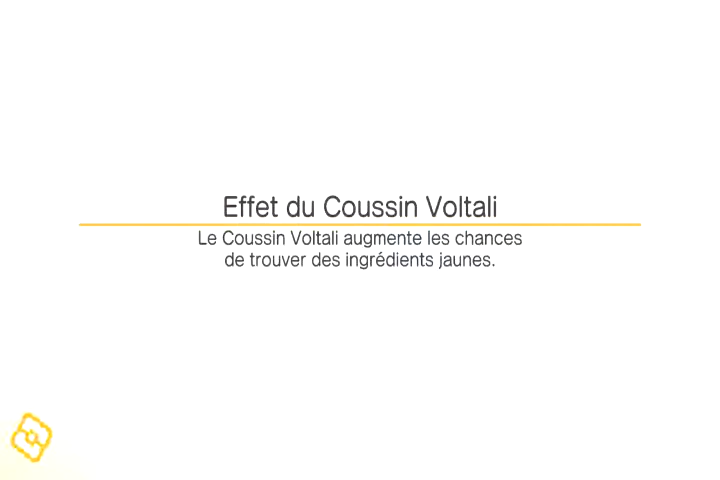 Effet du Coussin Voltali
Le Coussin Voltali augmente les chances
de trouver des ingrédients jaunes.